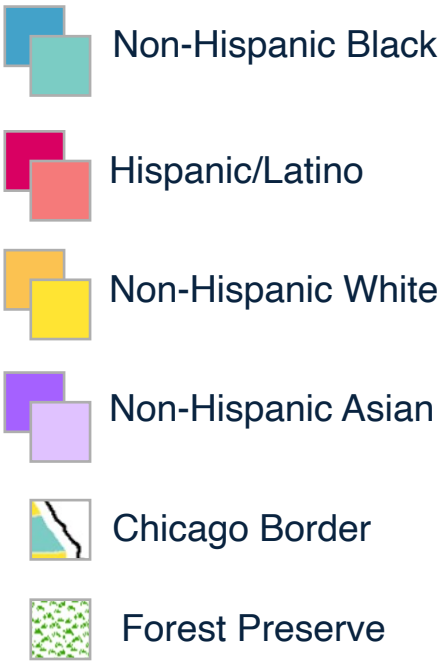 Non-Hispanic Black
Hispanic/Latino
Non-Hispanic White
Non-Hispanic Asian
Chicago Border
Forest Preserve